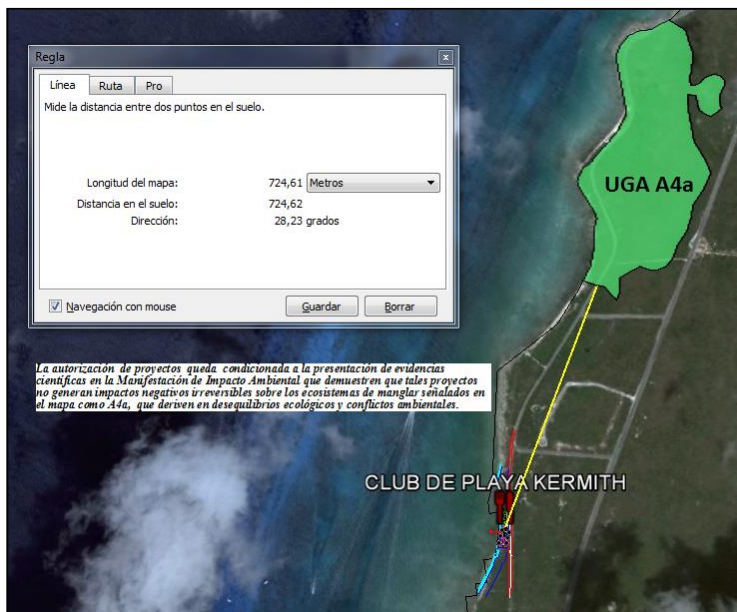 Regla
Línea Ruta Pro
Mide la distancia entre dos puntos en el suelo.
Longitud del mapa: 724,61 Metros
Distancia en el suelo: 724,62
Dirección: 28,23 grados
Navegación con mouse Guardar Borrar
UGA A4a
La autorización de proyectos queda condicionada a la presentación de evidencias
científicas en la Manifestación de Impacto Ambiental que demuestren que tales proyectos
no generan impactos negativos irreversibles sobre los ecosistemas de manglar señalados en
el mapa como A4a, que deriven en desequilibrios ecológicos y conflictos ambientales.
CLUB DE PLAYA KERMITH